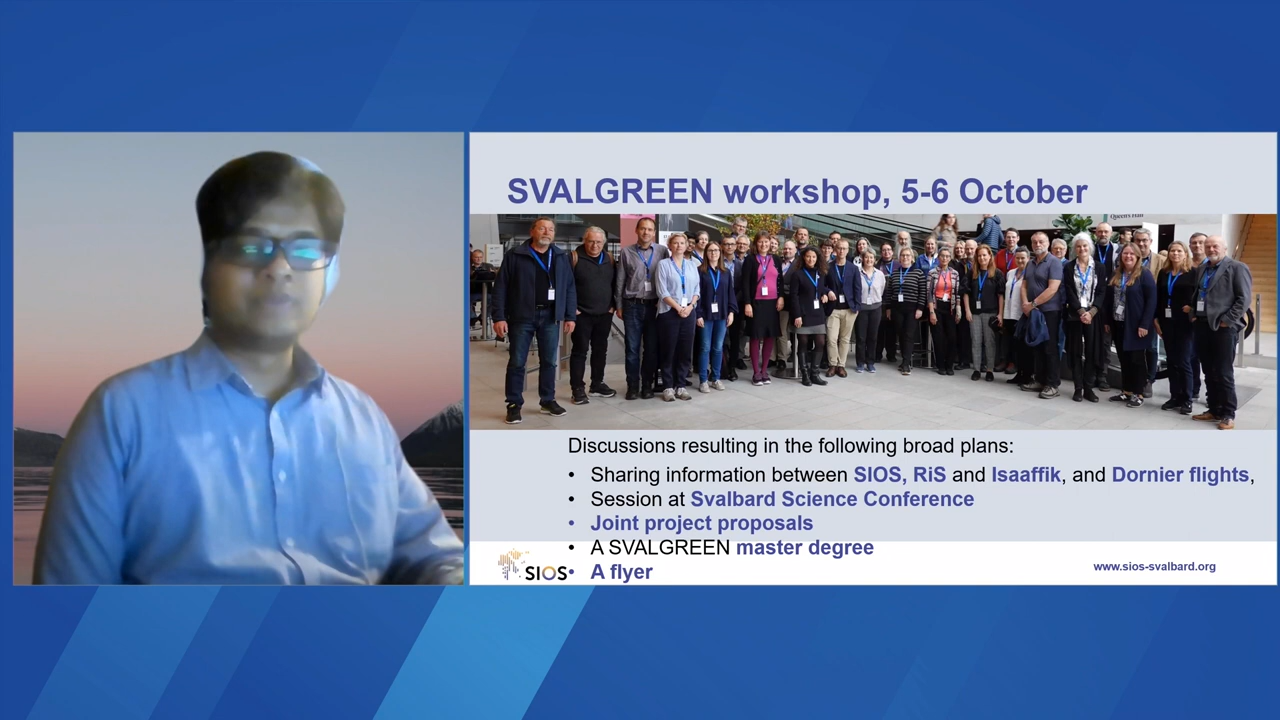 SVALGREEN workshop, 5-6 October
Queen's Hall
Discussions resulting in the following broad plans:
• Sharing information between SIOS, RiS and Isaaffik, and Dornier flights,
• Session at Svalbard Science Conference
• Joint project proposals
• A SVALGREEN master degree
• A flyer
SIOS
www.sios-svalbard.org